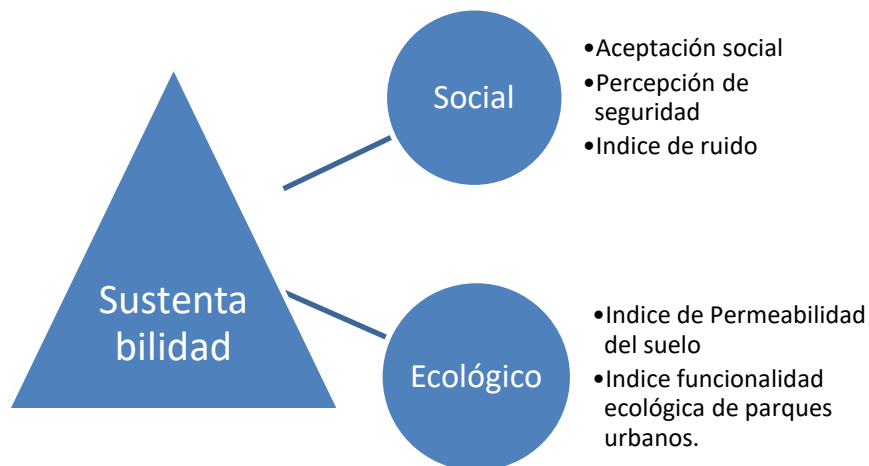 Sustenta
bilidad
Social
•Aceptación social
•Percepción de
seguridad
•Indice de ruido
Ecológico
•Indice de Permeabilidad
del suelo
•Indice funcionalidad
ecológica de parques
urbanos.